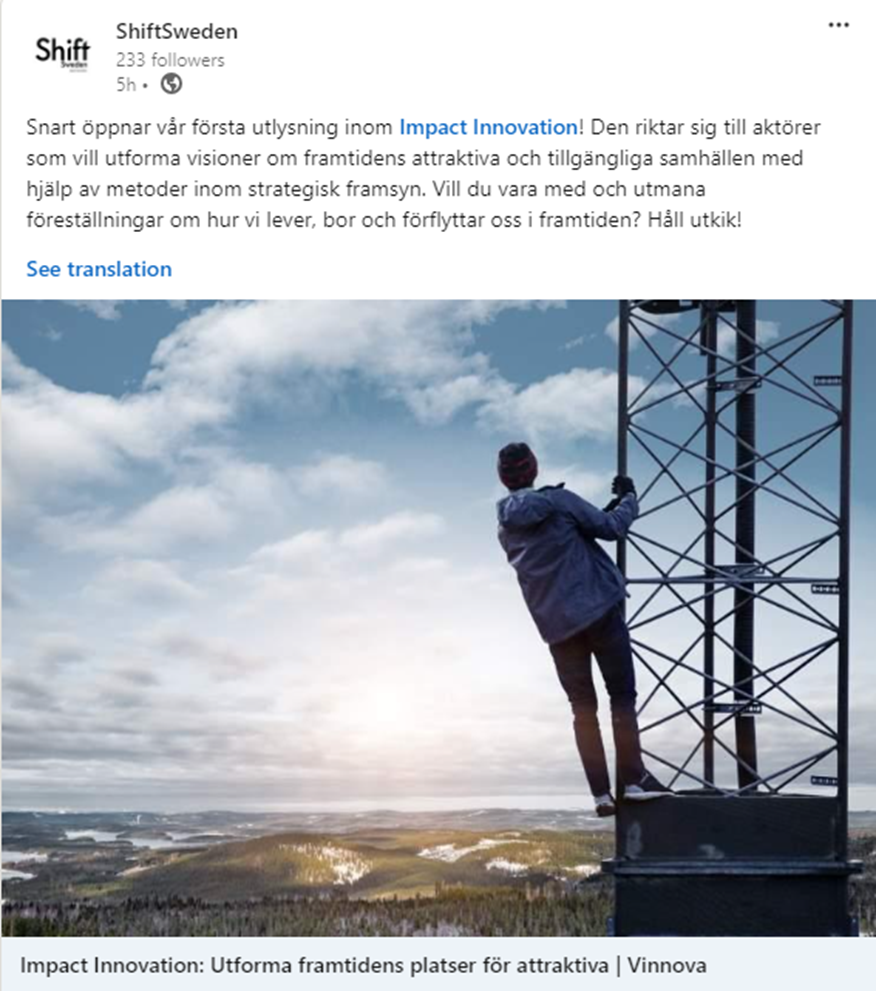 Shift
Sweden
ShiftSweden
233 followers
5h •
Snart öppnar vår första utlysning inom Impact Innovation! Den riktar sig till aktörer
som vill utforma visioner om framtidens attraktiva och tillgängliga samhällen med
hjälp av metoder inom strategisk framsyn. Vill du vara med och utmana
föreställningar om hur vi lever, bor och förflyttar oss i framtiden? Håll utkik!
See translation
Impact Innovation: Utforma framtidens platser för attraktiva | Vinnova